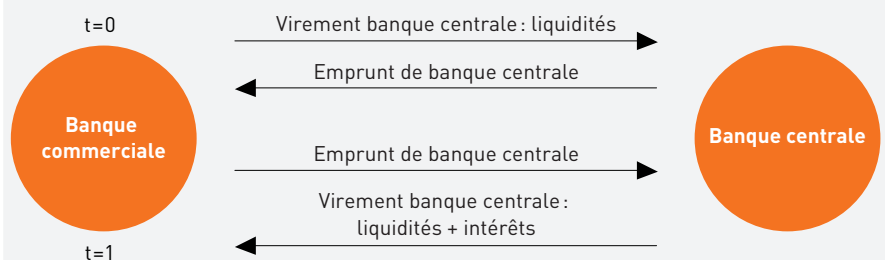 t=0
Virement banque centrale : liquidités
Emprunt de banque centrale
Banque
commerciale
Banque centrale
Emprunt de banque centrale
Virement banque centrale :
liquidités + intérêts
t=1